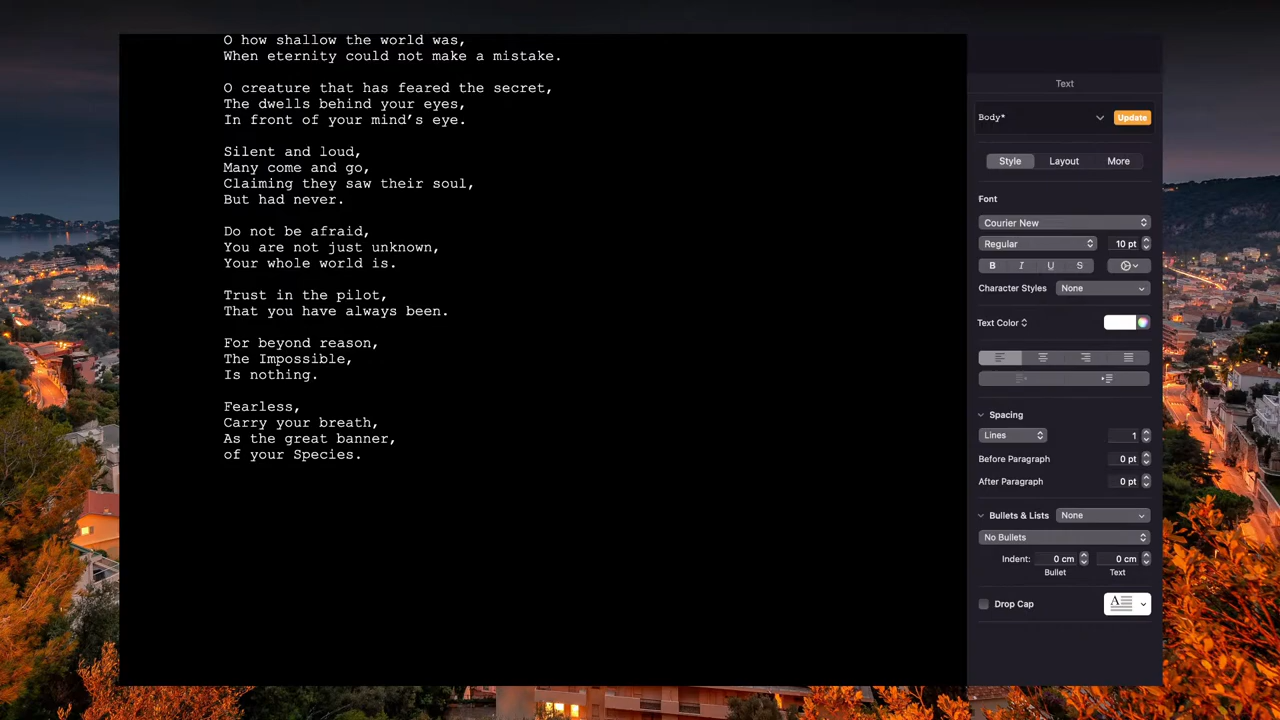 O how shallow the world was,
When eternity could not make a mistake.
O creature that has feared the secret,
The dwells behind your eyes,
In front of your mind’s eye.
Silent and loud,
Many come and go,
Claiming they saw their soul,
But had never.
Do not be afraid,
You are not just unknown,
Your whole world is.
Trust in the pilot,
That you have always been.
For beyond reason,
The Impossible,
Is nothing.
Fearless,
Carry your breath,
As the great banner,
of your Species.
Text
Body*
Update
Style Layout More
Font
Courier New
Regular 10 pt
B I U S
Character Styles None
Text Color
Spacing
Lines 1
Before Paragraph 0 pt
After Paragraph 0 pt
Bullets & Lists None
No Bullets
Indent: 0 cm 0 cm
Bullet Text
Drop Cap A